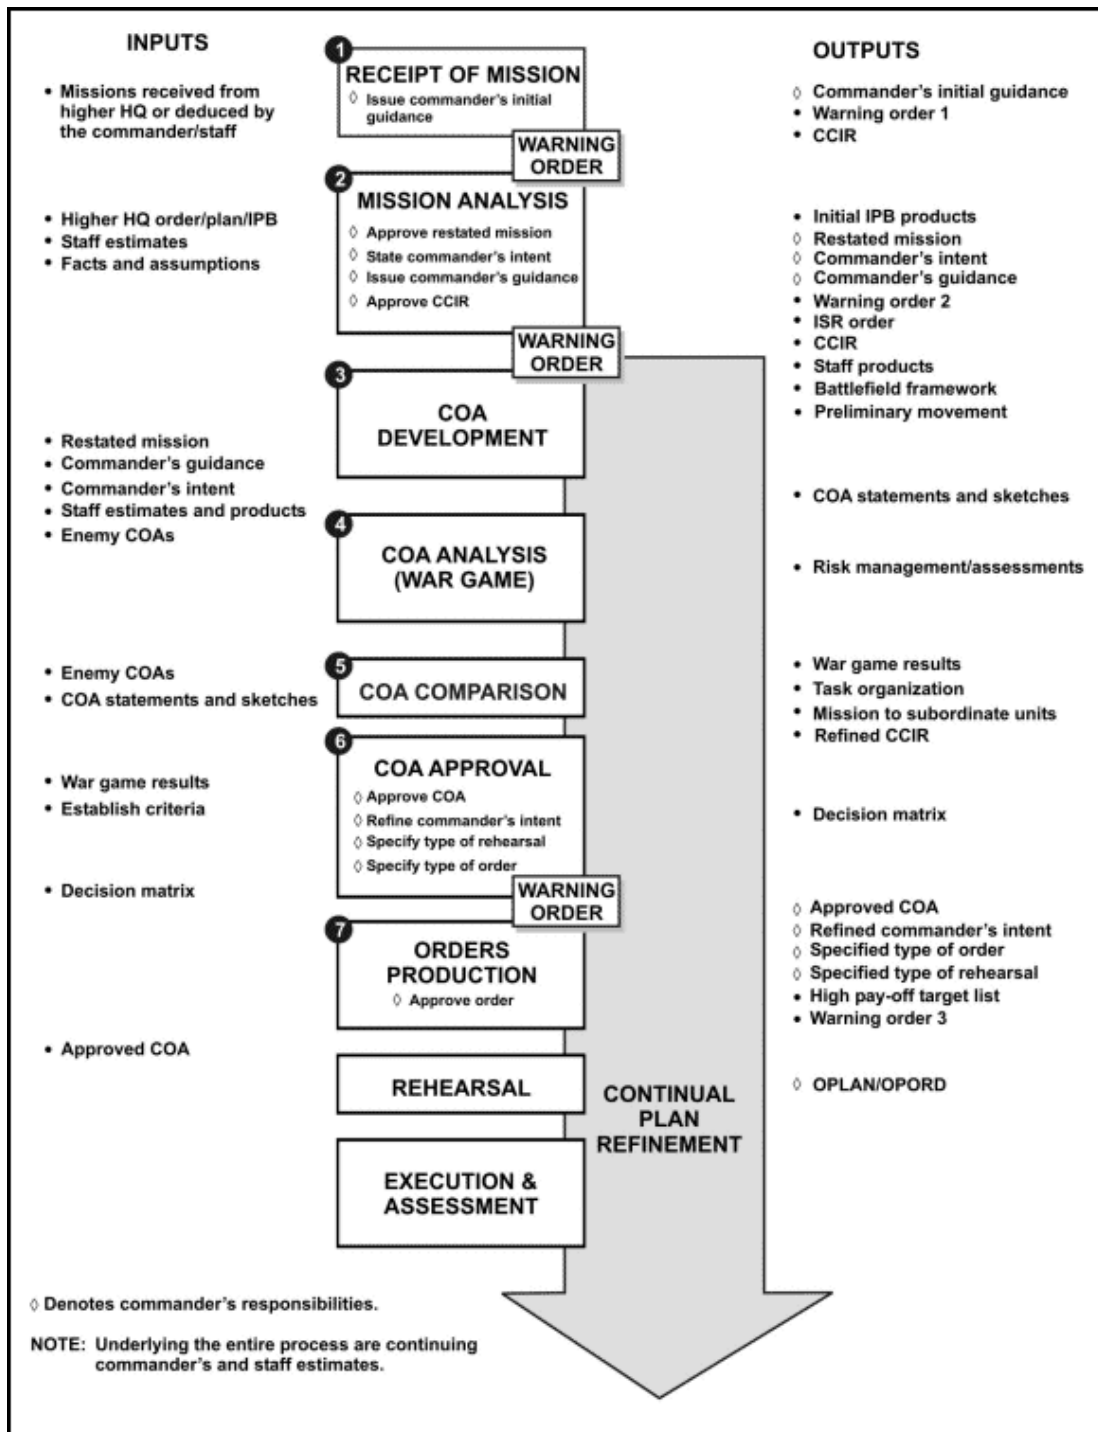 INPUTS
• Missions received from
higher HQ or deduced by
the commander/staff
• Higher HQ order/plan/IPB
• Staff estimates
• Facts and assumptions
• Restated mission
• Commander's guidance
• Commander's intent
• Staff estimates and products
• Enemy COAs
• Enemy COAs
• COA statements and sketches
• War game results
• Establish criteria
• Decision matrix
• Approved COA
1
RECEIPT OF MISSION
◊ Issue commander's initial
guidance
WARNING
ORDER
2
MISSION ANALYSIS
◊ Approve restated mission
◊ State commander's intent
◊ Issue commander's guidance
◊ Approve CCIR
WARNING
ORDER
3
COA
DEVELOPMENT
4
COA ANALYSIS
(WAR GAME)
5
COA COMPARISON
6
COA APPROVAL
◊ Approve COA
◊ Refine commander's intent
◊ Specify type of rehearsal
◊ Specify type of order
WARNING
ORDER
7
ORDERS
PRODUCTION
◊ Approve order
REHEARSAL
EXECUTION &
ASSESSMENT
CONTINUAL
PLAN
REFINEMENT
OUTPUTS
◊ Commander's initial guidance
• Warning order 1
• CCIR
• Initial IPB products
◊ Restated mission
◊ Commander's intent
◊ Commander's guidance
• Warning order 2
• ISR order
• CCIR
• Staff products
• Battlefield framework
• Preliminary movement
• COA statements and sketches
• Risk management/assessments
• War game results
• Task organization
• Mission to subordinate units
• Refined CCIR
• Decision matrix
◊ Approved COA
◊ Refined commander's intent
◊ Specified type of order
◊ Specified type of rehearsal
• High pay-off target list
• Warning order 3
◊ OPLAN/OPORD
◊ Denotes commander's responsibilities.
NOTE: Underlying the entire process are continuing
commander's and staff estimates.